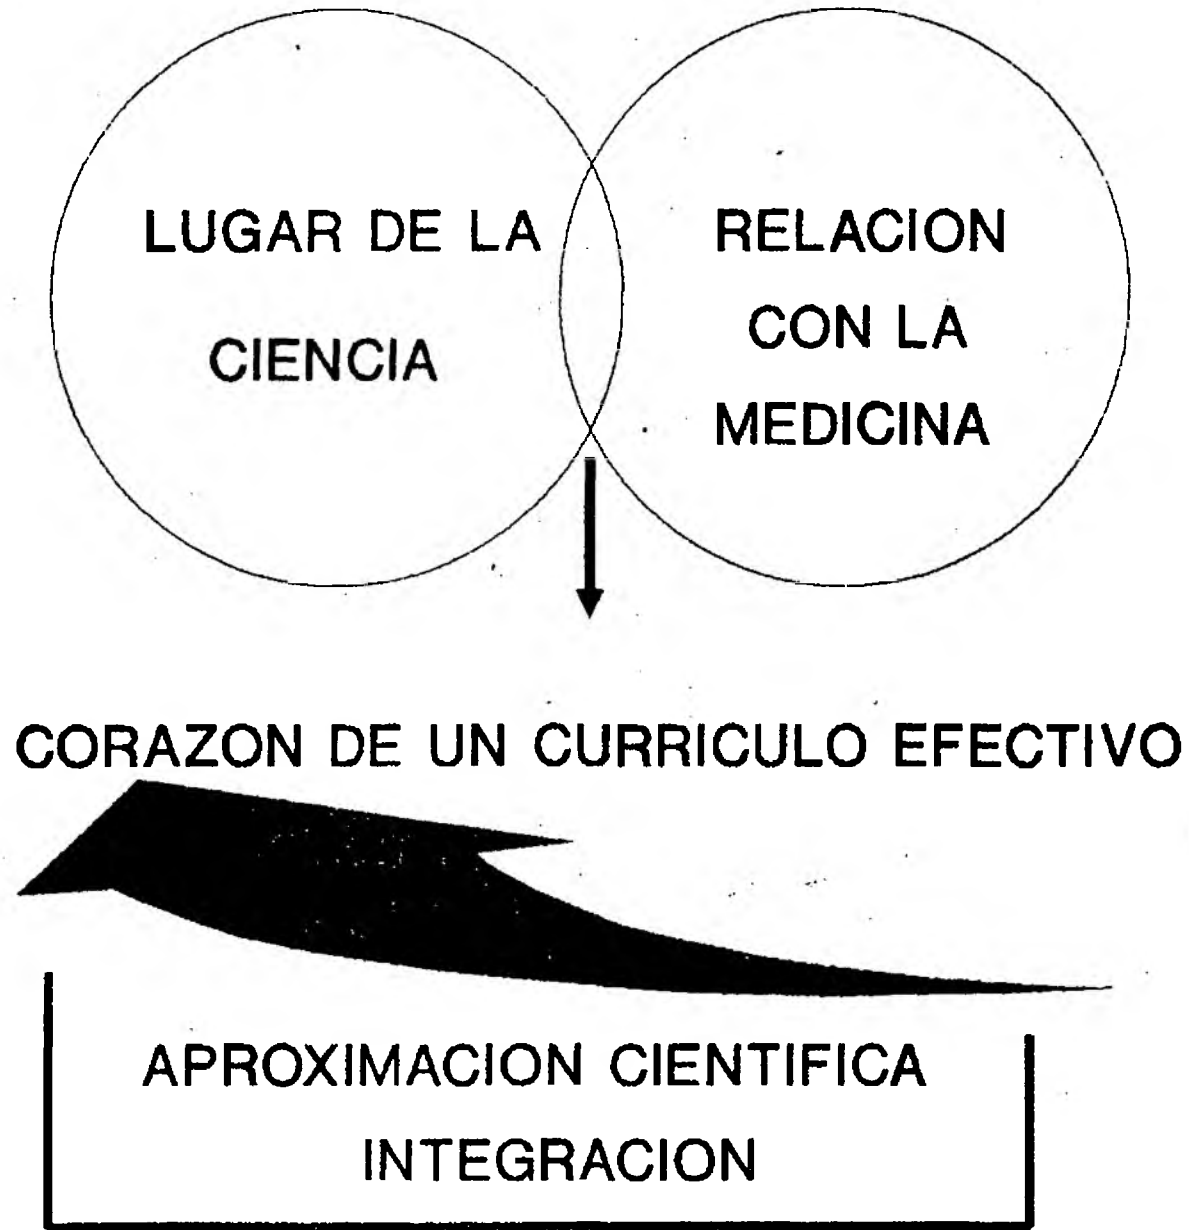 LUGAR DE LA
CIENCIA
RELACION
CON LA
MEDICINA
CORAZON DE UN CURRICULO EFECTIVO
APROXIMACION CIENTIFICA
INTEGRACION